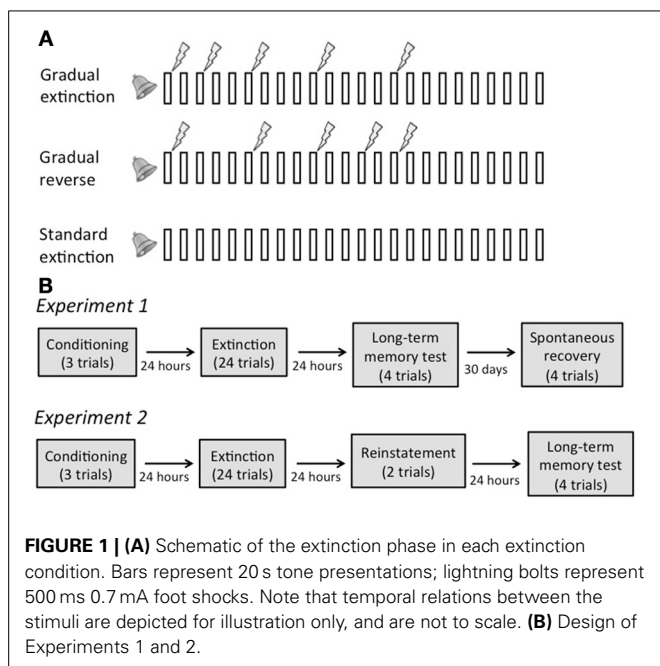 A
Gradual
extinction
Gradual
reverse
Standard
extinction
B
Experiment 1
Conditioning
(3 trials)
24 hours
Extinction
(24 trials)
24 hours
Long-term
memory test
(4 trials)
30 days
Spontaneous
recovery
(4 trials)
Experiment 2
Conditioning
(3 trials)
24 hours
Extinction
(24 trials)
24 hours
Reinstatement
(2 trials)
24 hours
Long-term
memory test
(4 trials)
FIGURE 1 | (A) Schematic of the extinction phase in each extinction
condition. Bars represent 20 s tone presentations; lightning bolts represent
500 ms 0.7 mA foot shocks. Note that temporal relations between the
stimuli are depicted for illustration only, and are not to scale. (B) Design of
Experiments 1 and 2.